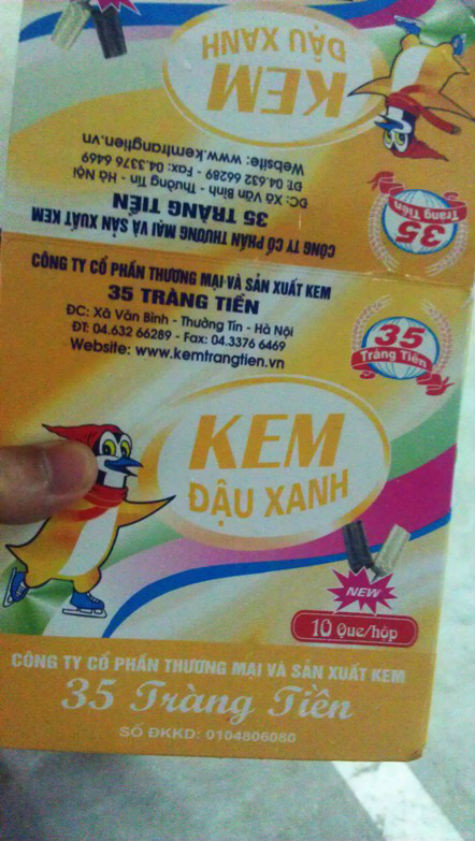 KEM
ĐẬU XANH
Website: www.kemtrangtien.vn
ĐT: 04.632 66289 - Fax: 04.3376 6469
ĐC: Xã Văn Bình - Thường Tín - Hà Nội
35 TRÀNG TIỀN
CÔNG TY CỔ PHẦN THƯƠNG MẠI VÀ SẢN XUẤT KEM
35
Tràng Tiền
CÔNG TY CỔ PHẦN THƯƠNG MẠI VÀ SẢN XUẤT KEM
35 TRÀNG TIỀN
ĐC: Xã Văn Bình - Thường Tín - Hà Nội
ĐT: 04.632 66289 - Fax: 04.3376 6469
Website: www.kemtrangtien.vn
35
Tràng Tiền
KEM
ĐẬU XANH
NEW
10 Que/hộp
CÔNG TY CỔ PHẦN THƯƠNG MẠI VÀ SẢN XUẤT KEM
35 Tràng Tiền
SỐ ĐKKD: 0104806080